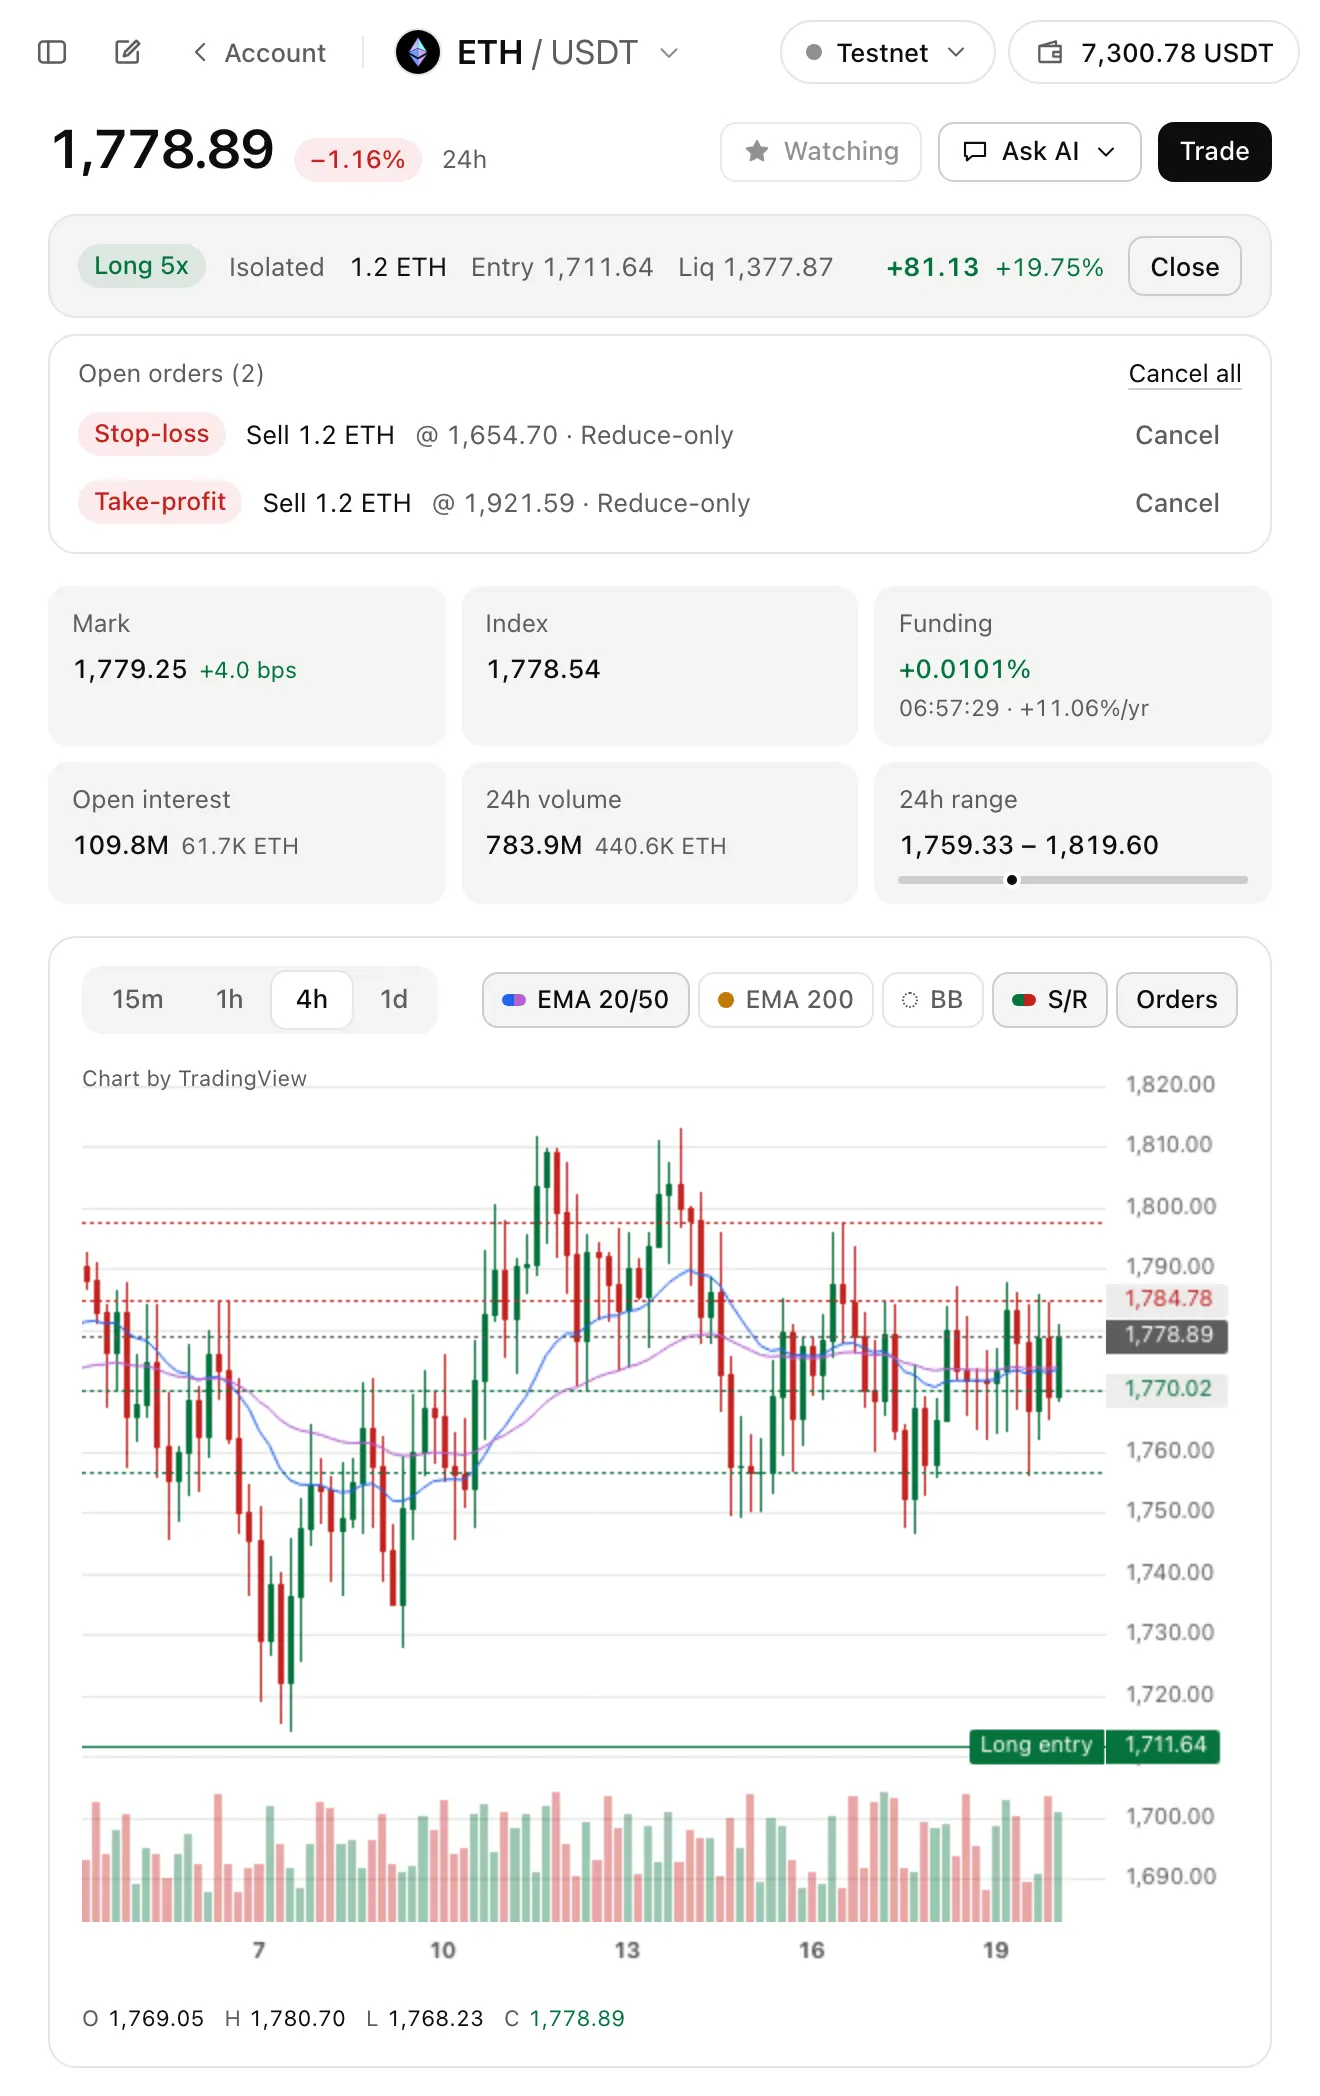 Account
ETH / USDT
Testnet
7,300.78 USDT
1,778.89 −1.16% 24h
Watching
Ask AI
Trade
Long 5x Isolated 1.2 ETH Entry 1,711.64 Liq 1,377.87 +81.13 +19.75% Close
Open orders (2) Cancel all
Stop-loss Sell 1.2 ETH @ 1,654.70 · Reduce-only Cancel
Take-profit Sell 1.2 ETH @ 1,921.59 · Reduce-only Cancel
Mark
1,779.25 +4.0 bps
Index
1,778.54
Funding
+0.0101%
06:57:29 · +11.06%/yr
Open interest
109.8M 61.7K ETH
24h volume
783.9M 440.6K ETH
24h range
1,759.33 – 1,819.60
15m 1h 4h 1d
EMA 20/50 EMA 200 BB S/R Orders
Chart by TradingView
1,820.00
1,810.00
1,800.00
1,790.00
1,784.78
1,778.89
1,770.02
1,760.00
1,750.00
1,740.00
1,730.00
1,720.00
Long entry 1,711.64
1,700.00
1,690.00
7 10 13 16 19
O 1,769.05 H 1,780.70 L 1,768.23 C 1,778.89